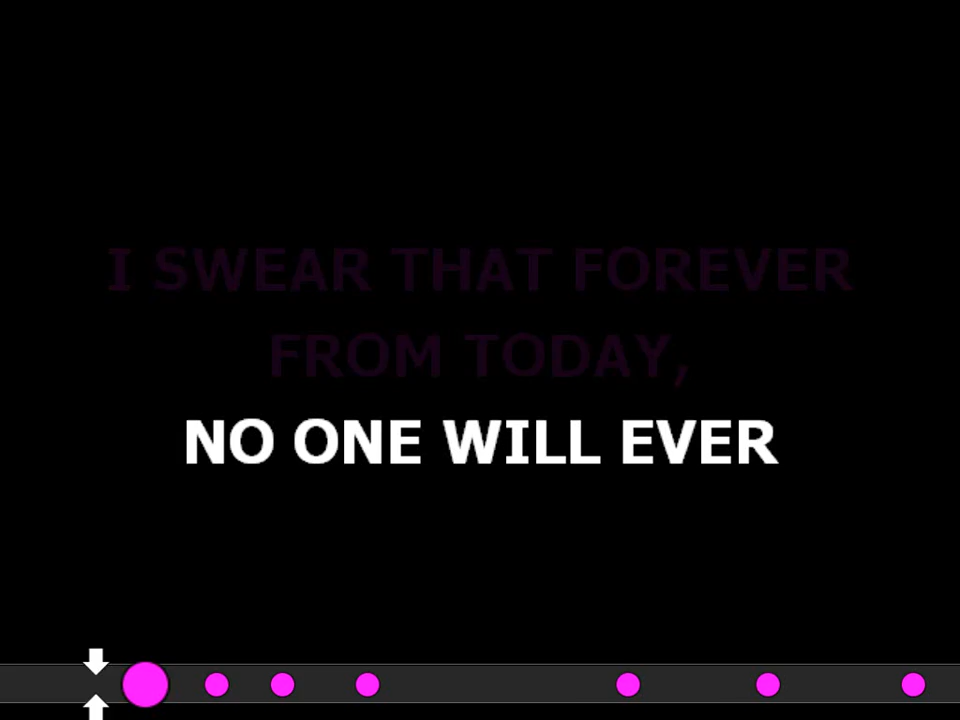 I SWEAR THAT FOREVER
FROM TODAY,
NO ONE WILL EVER